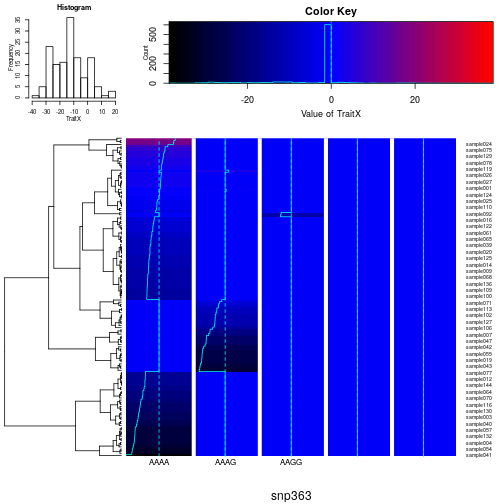 Histogram
Frequency
0 5 10 15 20 25 30 35
-40 -30 -20 -10 0 10 20
TraitX
Color Key
Count
0 200 500
-20 0 20
Value of TraitX
sample024
sample075
sample129
sample078
sample119
sample026
sample027
sample001
sample124
sample025
sample110
sample092
sample016
sample122
sample061
sample065
sample039
sample020
sample125
sample014
sample009
sample068
sample136
sample109
sample100
sample071
sample113
sample102
sample127
sample106
sample007
sample047
sample042
sample055
sample019
sample043
sample077
sample012
sample144
sample064
sample070
sample116
sample130
sample003
sample040
sample057
sample132
sample004
sample054
sample041
AAAA AAAG AAGG
snp363